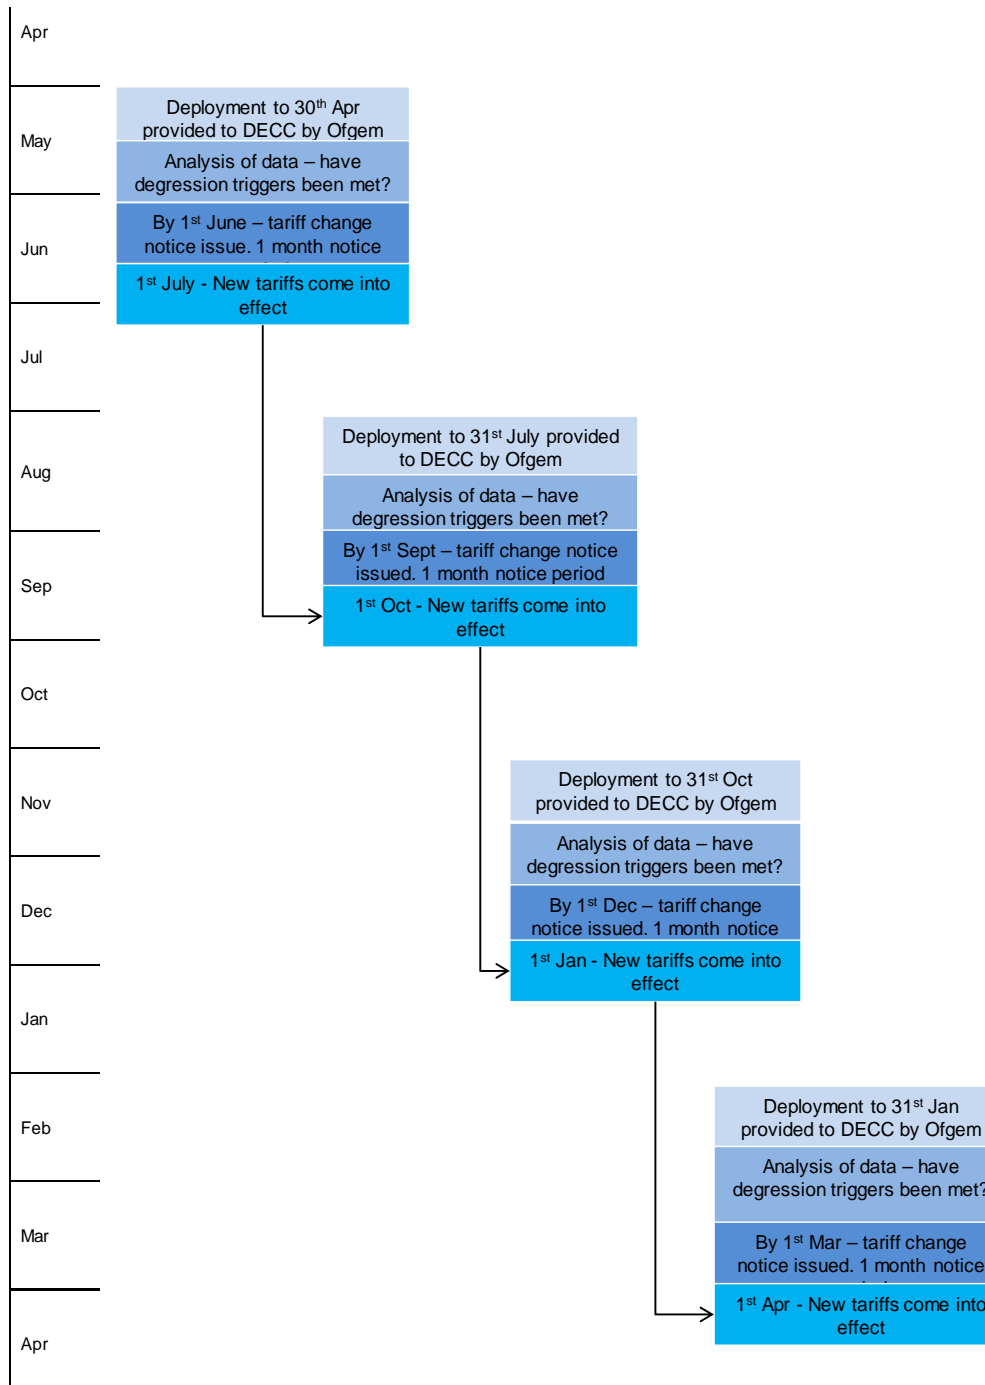 Apr
May
Jun
Jul
Aug
Sep
Oct
Nov
Dec
Jan
Feb
Mar
Apr
Deployment to 30th Apr
provided to DECC by Ofgem
Analysis of data – have
degression triggers been met?
By 1st June – tariff change
notice issue. 1 month notice
1st July - New tariffs come into
effect
Deployment to 31st July provided
to DECC by Ofgem
Analysis of data – have
degression triggers been met?
By 1st Sept – tariff change notice
issued. 1 month notice period
1st Oct - New tariffs come into
effect
Deployment to 31st Oct
provided to DECC by Ofgem
Analysis of data – have
degression triggers been met?
By 1st Dec – tariff change
notice issued. 1 month notice
1st Jan - New tariffs come into
effect
Deployment to 31st Jan
provided to DECC by Ofgem
Analysis of data – have
degression triggers been met?
By 1st Mar – tariff change
notice issued. 1 month notice
1st Apr - New tariffs come into
effect